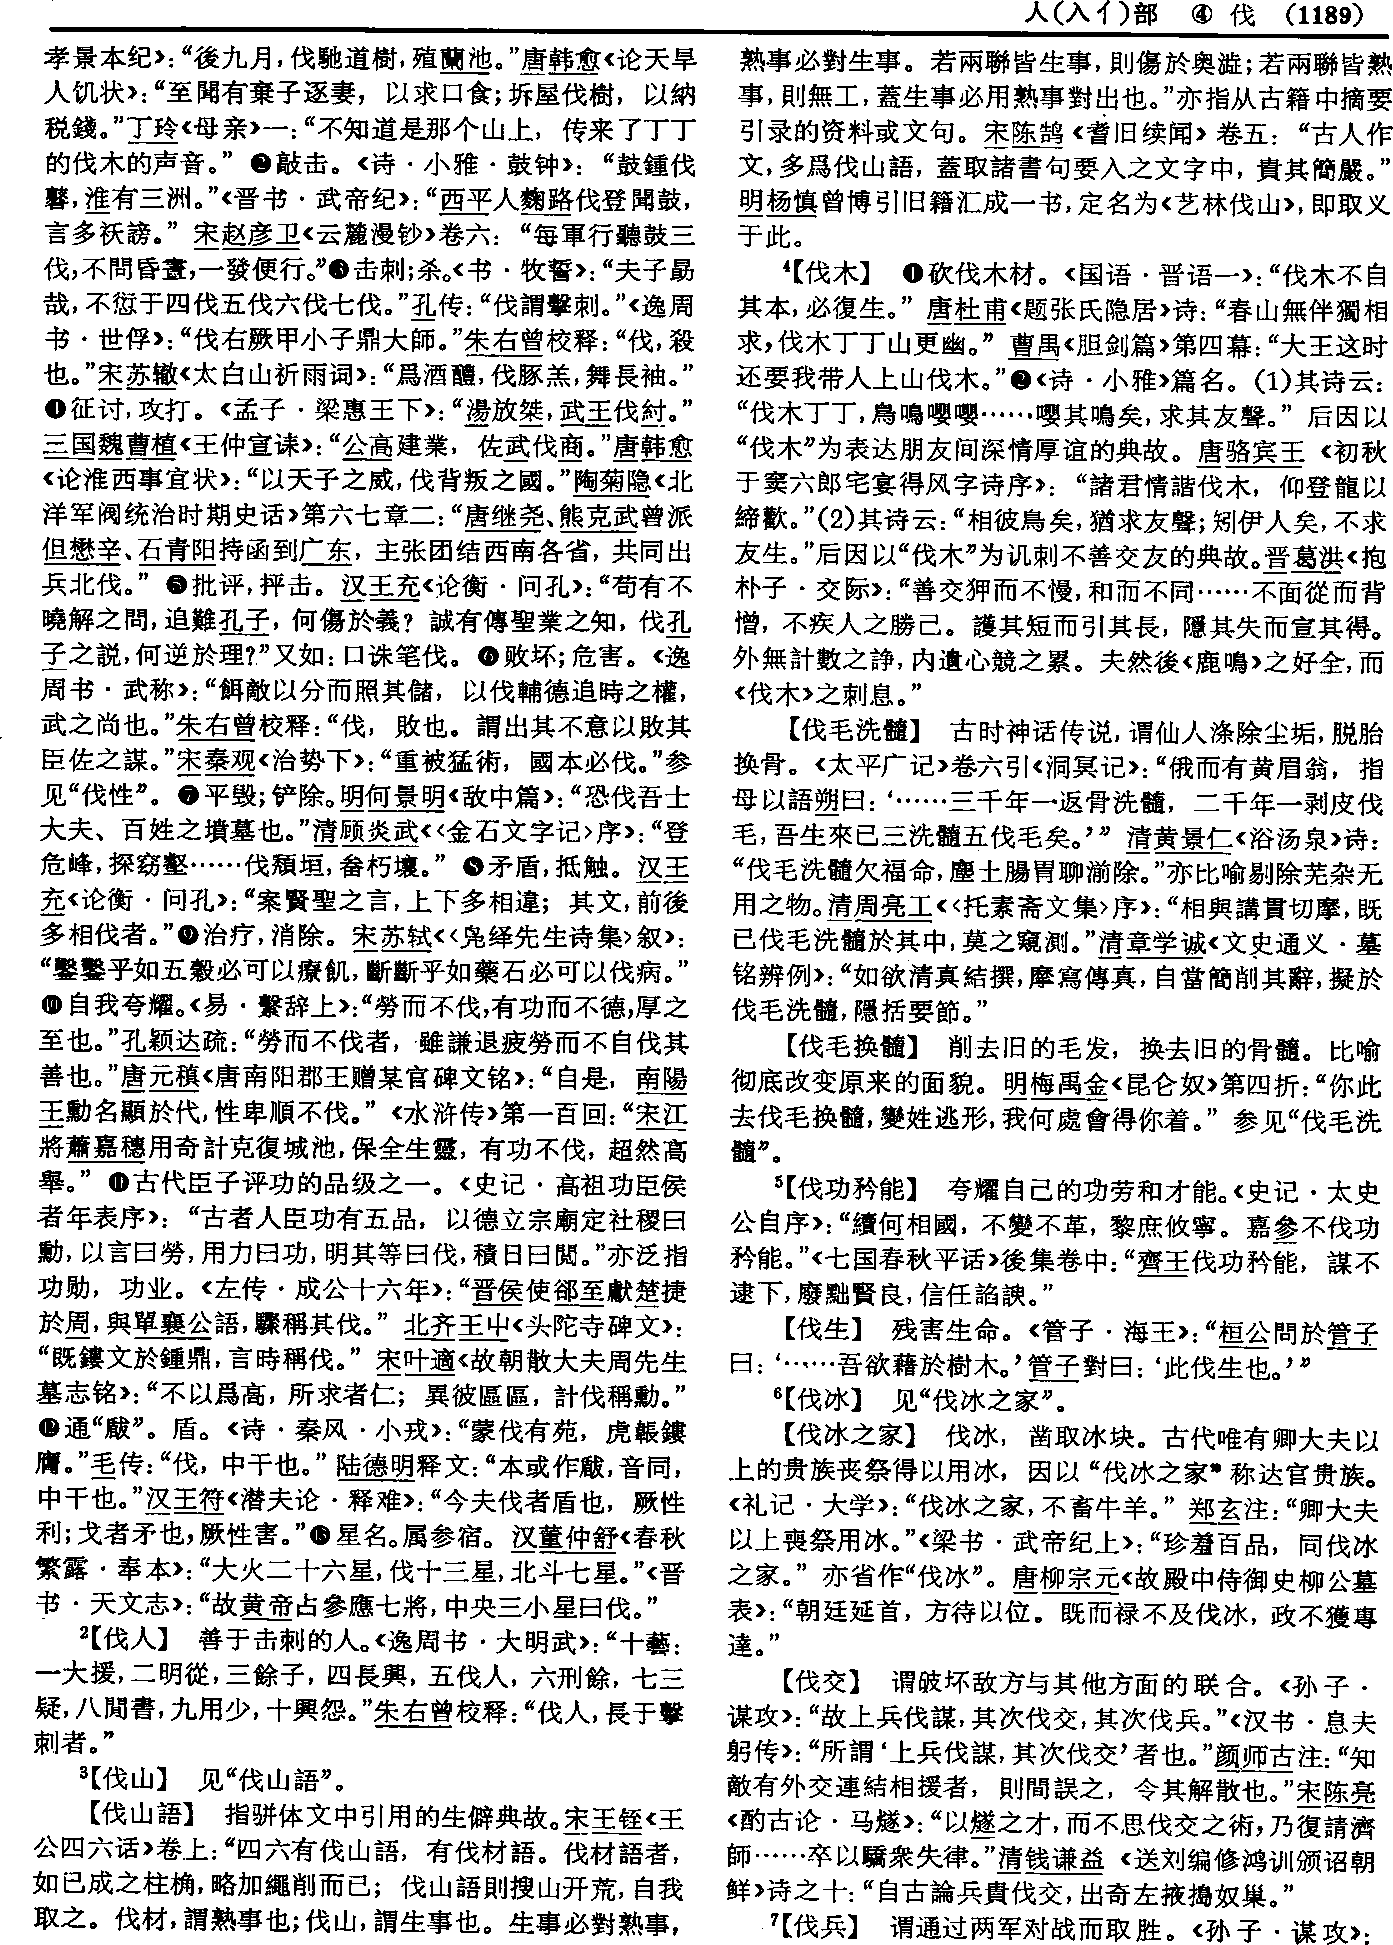 人(入亻)部 ④ 伐 (1189)
孝景本纪》：“後九月，伐馳道樹，殖蘭池。”唐韩愈《论天旱
人饥状》：“至聞有棄子逐妻，以求口食；坼屋伐樹，以納
税錢。”丁玲《母亲》一：“不知道是那个山上，传来了丁丁
的伐木的声音。” ❷敲击。《诗·小雅·鼓钟》：“鼓鍾伐
鼛，淮有三洲。”《晋书·武帝纪》：“西平人麴路伐登聞鼓，
言多祅謗。” 宋赵彦卫《云麓漫钞》卷六：“每軍行聽鼓三
伐，不問昏晝，一發便行。”❸击刺；杀。《书·牧誓》：“夫子勗
哉，不愆于四伐五伐六伐七伐。”孔传：“伐謂擊刺。”《逸周
书·世俘》：“伐右厥甲小子鼎大師。”朱右曾校释：“伐，殺
也。”宋苏辙《太白山祈雨词》：“爲酒醴，伐豚羔，舞長袖。”
❹征讨，攻打。《孟子·梁惠王下》：“湯放桀，武王伐紂。”
三国魏曹植《王仲宣诔》：“公高建業，佐武伐商。”唐韩愈
《论淮西事宜状》：“以天子之威，伐背叛之國。”陶菊隐《北
洋军阀统治时期史话》第六七章二：“唐继尧、熊克武曾派
但懋辛、石青阳持函到广东，主张团结西南各省，共同出
兵北伐。” ❺批评，抨击。汉王充《论衡·问孔》：“苟有不
曉解之問，追難孔子，何傷於義？誠有傳聖業之知，伐孔
子之説，何逆於理？”又如：口诛笔伐。❻败坏；危害。《逸
周书·武称》：“餌敵以分而照其儲，以伐輔德追時之權，
武之尚也。”朱右曾校释：“伐，敗也。謂出其不意以敗其
臣佐之謀。”宋秦观《治势下》：“重被猛術，國本必伐。”参
见“伐性”。❼平毁；铲除。明何景明《敌中篇》：“恐伐吾士
大夫、百姓之墳墓也。”清顾炎武《〈金石文字记〉序》：“登
危峰，探窈壑……伐頹垣，畚朽壤。” ❽矛盾，抵触。汉王
充《论衡·问孔》：“案賢聖之言，上下多相違；其文，前後
多相伐者。”❾治疗，消除。宋苏轼《〈凫绎先生诗集〉叙》：
“鑿鑿乎如五穀必可以療飢，斷斷乎如藥石必可以伐病。”
❿自我夸耀。《易·繫辞上》：“勞而不伐，有功而不德，厚之
至也。”孔颖达疏：“勞而不伐者，雖謙退疲勞而不自伐其
善也。”唐元稹《唐南阳郡王赠某官碑文铭》：“自是，南陽
王勳名顯於代，性卑順不伐。”《水浒传》第一百回：“宋江
將蕭嘉穗用奇計克復城池，保全生靈，有功不伐，超然高
舉。” ⓫古代臣子评功的品级之一。《史记·高祖功臣侯
者年表序》：“古者人臣功有五品，以德立宗廟定社稷曰
勳，以言曰勞，用力曰功，明其等曰伐，積日曰閲。”亦泛指
功勋，功业。《左传·成公十六年》：“晋侯使郤至獻楚捷
於周，與單襄公語，驟稱其伐。” 北齐王屮《头陀寺碑文》：
“既鏤文於鍾鼎，言時稱伐。” 宋叶適《故朝散大夫周先生
墓志铭》：“不以爲高，所求者仁；異彼區區，計伐稱勳。”
⓬通“瞂”。盾。《诗·秦风·小戎》：“蒙伐有苑，虎韔鏤
膺。”毛传：“伐，中干也。”陆德明释文：“本或作瞂，音同，
中干也。”汉王符《潜夫论·释难》：“今夫伐者盾也，厥性
利；戈者矛也，厥性害。”⓭星名。属参宿。汉董仲舒《春秋
繁露·奉本》：“大火二十六星，伐十三星，北斗七星。”《晋
书·天文志》：“故黄帝占參應七將，中央三小星曰伐。”
²【伐人】 善于击刺的人。《逸周书·大明武》：“十藝：
一大援，二明從，三餘子，四長興，五伐人，六刑餘，七三
疑，八閒書，九用少，十興怨。”朱右曾校释：“伐人，長于擊
刺者。”
³【伐山】 见“伐山語”。
【伐山語】 指骈体文中引用的生僻典故。宋王铚《王
公四六话》卷上：“四六有伐山語，有伐材語。伐材語者，
如已成之柱桷，略加繩削而已；伐山語則搜山开荒，自我
取之。伐材，謂熟事也；伐山，謂生事也。生事必對熟事，
熟事必對生事。若兩聯皆生事，則傷於奥澁；若兩聯皆熟
事，則無工，蓋生事必用熟事對出也。”亦指从古籍中摘要
引录的资料或文句。宋陈鹄《耆旧续闻》卷五：“古人作
文，多爲伐山語，蓋取諸書句要入之文字中，貴其簡嚴。”
明杨慎曾博引旧籍汇成一书，定名为《艺林伐山》，即取义
于此。
⁴【伐木】 ❶砍伐木材。《国语·晋语一》：“伐木不自
其本，必復生。” 唐杜甫《题张氏隐居》诗：“春山無伴獨相
求，伐木丁丁山更幽。” 曹禺《胆剑篇》第四幕：“大王这时
还要我带人上山伐木。”❷《诗·小雅》篇名。(1)其诗云：
“伐木丁丁，鳥鳴嚶嚶……嚶其鳴矣，求其友聲。” 后因以
“伐木”为表达朋友间深情厚谊的典故。唐骆宾王《初秋
于窦六郎宅宴得风字诗序》：“諸君情諧伐木，仰登龍以
締歡。”(2)其诗云：“相彼鳥矣，猶求友聲；矧伊人矣，不求
友生。”后因以“伐木”为讥刺不善交友的典故。晋葛洪《抱
朴子·交际》：“善交狎而不慢，和而不同……不面從而背
憎，不疾人之勝己。護其短而引其長，隱其失而宣其得。
外無計數之諍，内遺心競之累。夫然後《鹿鳴》之好全，而
《伐木》之刺息。”
【伐毛洗髓】 古时神话传说，谓仙人涤除尘垢，脱胎
换骨。《太平广记》卷六引《洞冥记》：“俄而有黄眉翁，指
母以語朔曰：‘……三千年一返骨洗髓，二千年一剥皮伐
毛，吾生來已三洗髓五伐毛矣。’” 清黄景仁《浴汤泉》诗：
“伐毛洗髓欠福命，塵土腸胃聊湔除。”亦比喻剔除芜杂无
用之物。清周亮工《〈托素斋文集〉序》：“相與講貫切摩，既
已伐毛洗髓於其中，莫之窺測。”清章学诚《文史通义·墓
铭辨例》：“如欲清真結撰，摩寫傳真，自當簡削其辭，擬於
伐毛洗髓，隱括要節。”
【伐毛换髓】 削去旧的毛发，换去旧的骨髓。比喻
彻底改变原来的面貌。明梅禹金《昆仑奴》第四折：“你此
去伐毛换髓，變姓逃形，我何處會得你着。” 参见“伐毛洗
髓”。
⁵【伐功矜能】 夸耀自己的功劳和才能。《史记·太史
公自序》：“續何相國，不變不革，黎庶攸寧。嘉參不伐功
矜能。”《七国春秋平话》後集卷中：“齊王伐功矜能，謀不
逮下，廢黜賢良，信任諂諛。”
【伐生】 残害生命。《管子·海王》：“桓公問於管子
曰：‘……吾欲藉於樹木。’管子對曰：‘此伐生也。’”
⁶【伐冰】 见“伐冰之家”。
【伐冰之家】 伐冰，凿取冰块。古代唯有卿大夫以
上的贵族丧祭得以用冰，因以“伐冰之家”称达官贵族。
《礼记·大学》：“伐冰之家，不畜牛羊。” 郑玄注：“卿大夫
以上喪祭用冰。”《梁书·武帝纪上》：“珍羞百品，同伐冰
之家。” 亦省作“伐冰”。唐柳宗元《故殿中侍御史柳公墓
表》：“朝廷延首，方待以位。既而禄不及伐冰，政不獲專
達。”
【伐交】 谓破坏敌方与其他方面的联合。《孙子·
谋攻》：“故上兵伐謀，其次伐交，其次伐兵。”《汉书·息夫
躬传》：“所謂‘上兵伐謀，其次伐交’者也。”颜师古注：“知
敵有外交連結相援者，則間誤之，令其解散也。”宋陈亮
《酌古论·马燧》：“以燧之才，而不思伐交之術，乃復請濟
師……卒以驕衆失律。”清钱谦益《送刘编修鸿训颁诏朝
鲜》诗之十：“自古論兵貴伐交，出奇左掖搗奴巢。”
⁷【伐兵】 谓通过两军对战而取胜。《孙子·谋攻》：